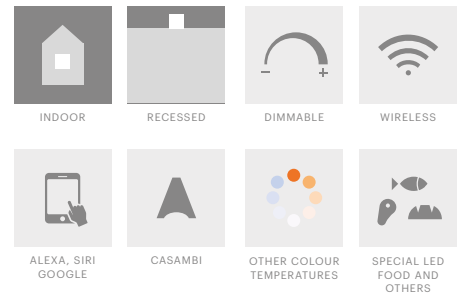 INDOOR
RECESSED
DIMMABLE
WIRELESS
ALEXA, SIRI
GOOGLE
CASAMBI
OTHER COLOUR
TEMPERATURES
SPECIAL LED
FOOD AND
OTHERS